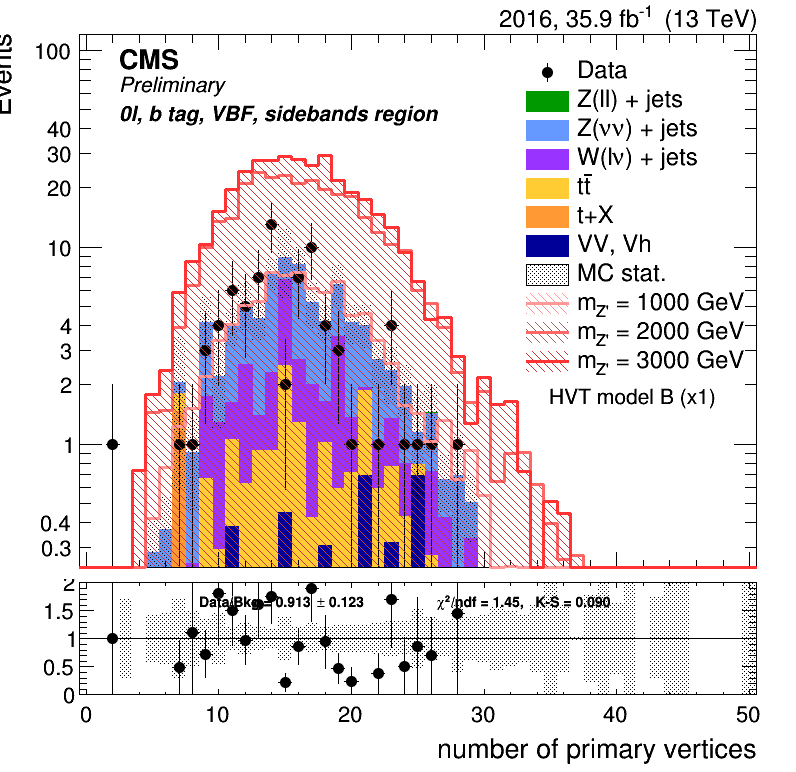 2016, 35.9 fb⁻¹ (13 TeV)
Events
100
40
30
20
10
4
3
2
1
0.4
0.3
CMS
Preliminary
0l, b tag, VBF, sidebands region
Data
Z(ll) + jets
Z(νν) + jets
W(lν) + jets
tt̄
t+X
VV, Vh
MC stat.
m_Z' = 1000 GeV
m_Z' = 2000 GeV
m_Z' = 3000 GeV
HVT model B (x1)
2
1.5
1
0.5
0
Data/Bkg = 0.913 ± 0.123
χ²/ndf = 1.45, K-S = 0.090
0 10 20 30 40 50
number of primary vertices